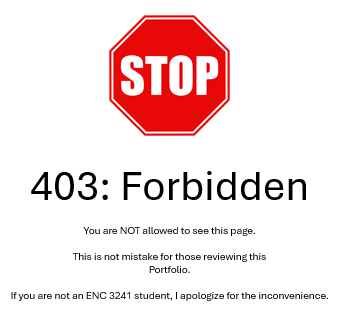 STOP
403: Forbidden
You are NOT allowed to see this page.
This is not mistake for those reviewing this
Portfolio.
If you are not an ENC 3241 student, I apologize for the inconvenience.